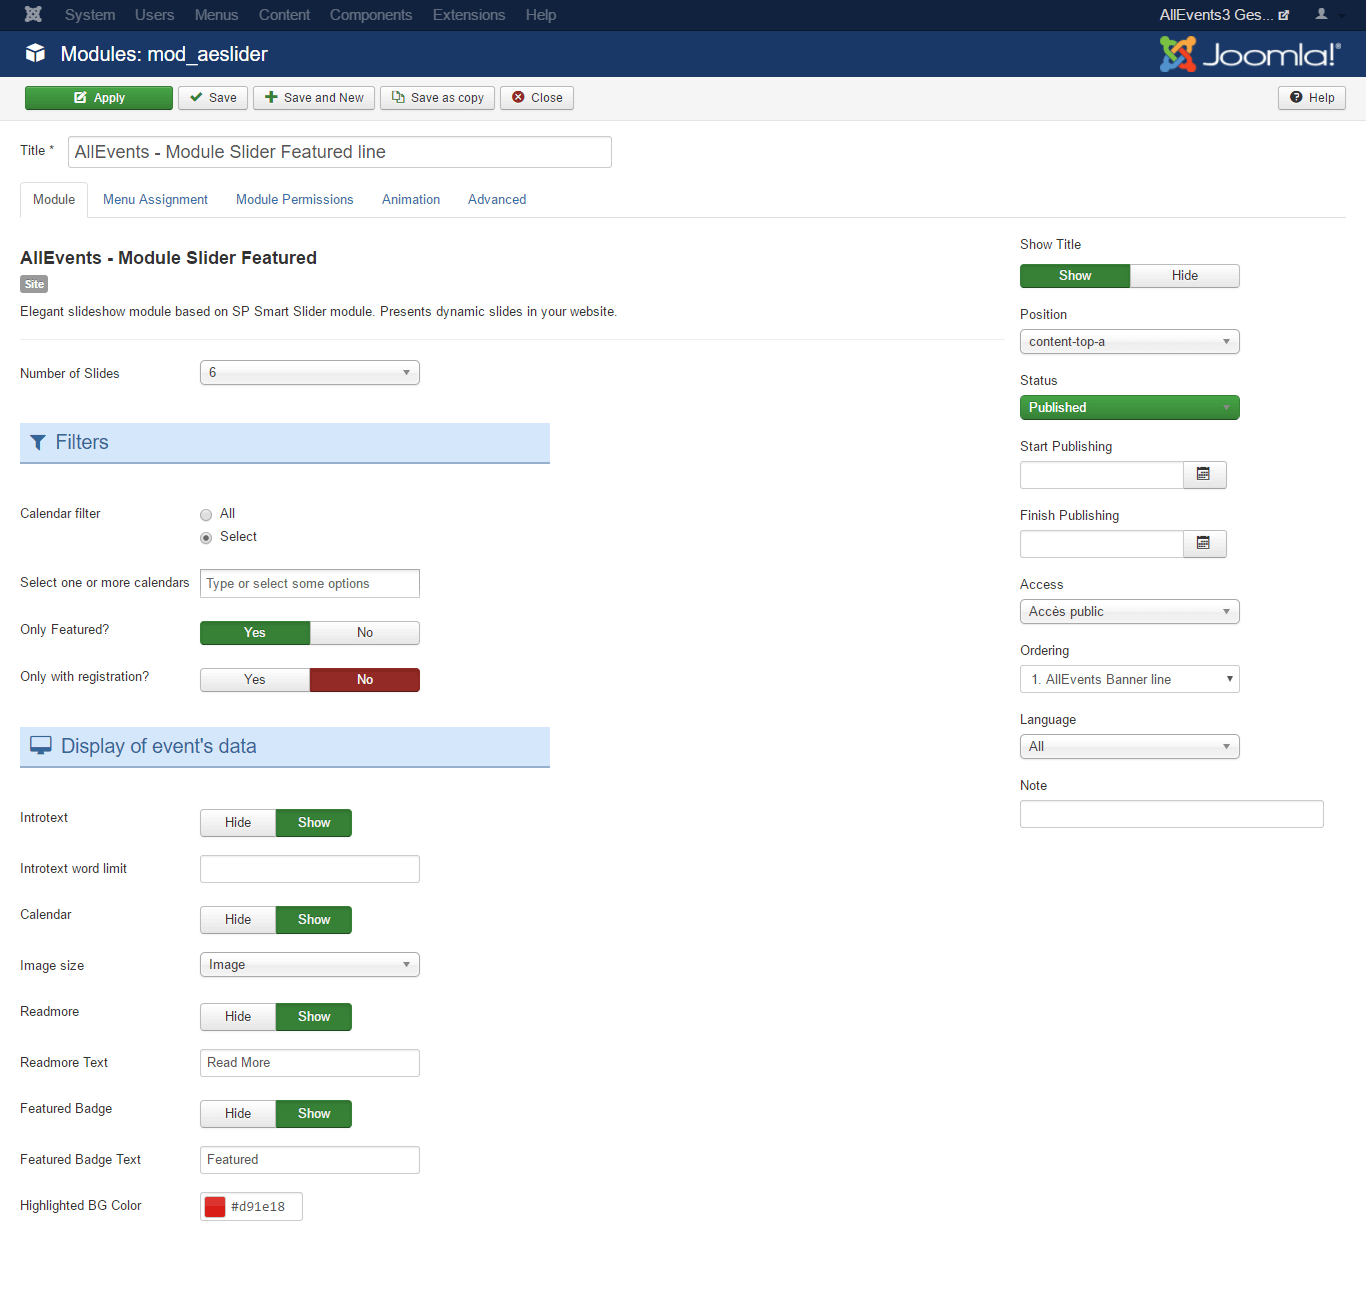 System Users Menus Content Components Extensions Help AllEvents3 Ges...
Modules: mod_aeslider Joomla!®
Apply Save Save and New Save as copy Close Help
Title * AllEvents - Module Slider Featured line
Module Menu Assignment Module Permissions Animation Advanced
AllEvents - Module Slider Featured
Site
Elegant slideshow module based on SP Smart Slider module. Presents dynamic slides in your website.
Number of Slides 6
Filters
Calendar filter All
Select
Select one or more calendars Type or select some options
Only Featured? Yes No
Only with registration? Yes No
Display of event's data
Introtext Hide Show
Introtext word limit
Calendar Hide Show
Image size Image
Readmore Hide Show
Readmore Text Read More
Featured Badge Hide Show
Featured Badge Text Featured
Highlighted BG Color #d91e18
Show Title
Show Hide
Position
content-top-a
Status
Published
Start Publishing
Finish Publishing
Access
Accès public
Ordering
1. AllEvents Banner line
Language
All
Note